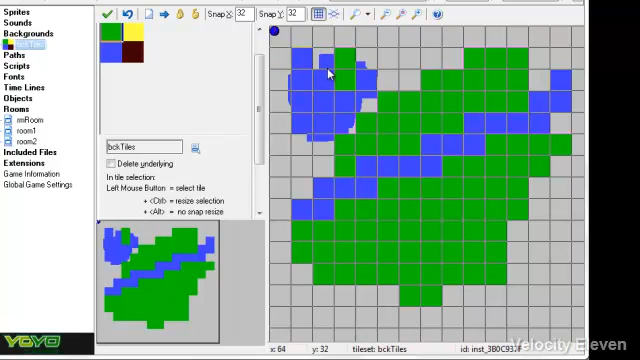 Sprites
Sounds
Backgrounds
bckTiles
Paths
Scripts
Fonts
Time Lines
Objects
Rooms
rmRoom
room1
room2
Included Files
Extensions
Game Information
Global Game Settings
YOYO
Snap X: 32 Snap Y: 32
bckTiles
Delete underlying
In tile selection:
Left Mouse Button = select tile
+ <Ctrl> = resize selection
+ <Alt> = no snap resize
x: 64 y: 32 tileset: bckTiles
Velocity Eleven